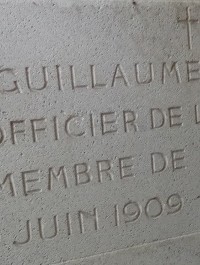 GUILLAUME
OFFICIER DE L
MEMBRE DE
JUIN 1909 -